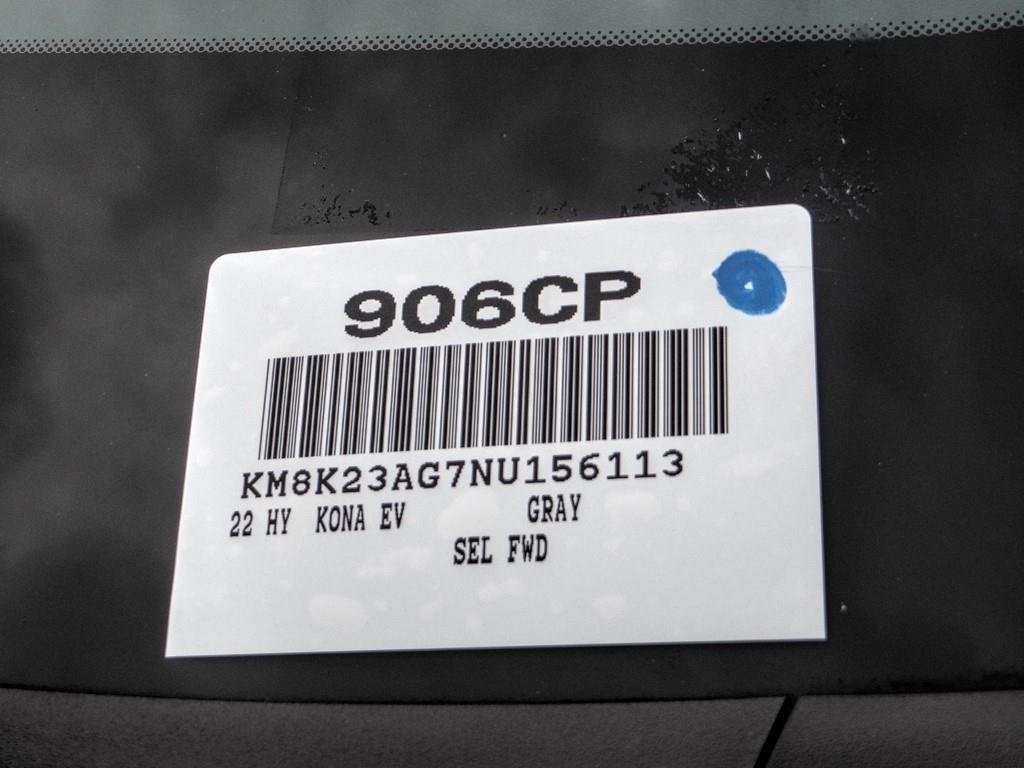 906CP
KM8K23AG7NU156113
22 HY KONA EV GRAY
SEL FWD